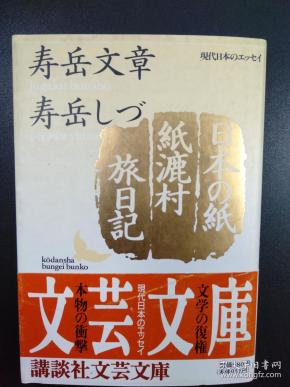 現代日本のエッセイ
寿岳文章
寿岳しづ
日本の紙
紙漉村
旅日記
kōdansha
bungei bunko
文芸文庫
文学の復権
現代日本のエッセイ
本物の衝撃
講談社文芸文庫